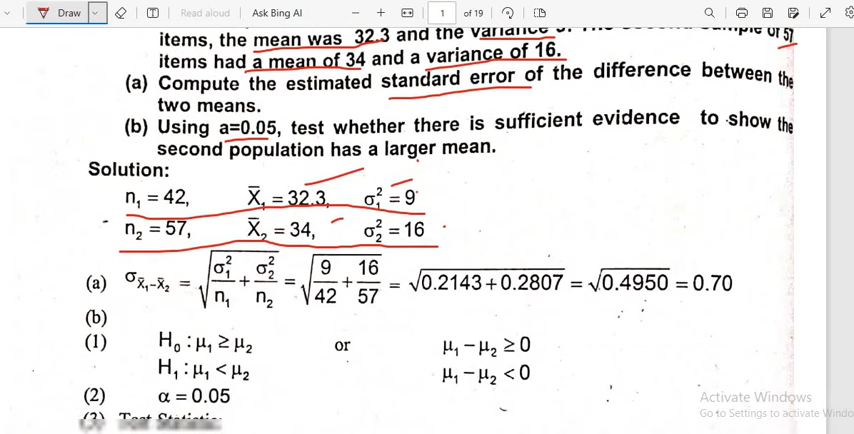 Draw
Read aloud
Ask Bing AI
1 of 19
items, the mean was 32.3 and the variance
items had a mean of 34 and a variance of 16.
of 57
(a) Compute the estimated standard error of the difference between the
two means.
(b) Using a=0.05, test whether there is sufficient evidence to show the
second population has a larger mean.
Solution:
n₁ = 42, X̄₁ = 32.3, σ₁² = 9
n₂ = 57, X̄₂ = 34, σ₂² = 16
(a) σ_X̄₁–X̄₂ = √(σ₁²/n₁ + σ₂²/n₂) = √(9/42 + 16/57) = √(0.2143 + 0.2807) = √0.4950 = 0.70
(b)
(1) H₀ : μ₁ ≥ μ₂ or μ₁ – μ₂ ≥ 0
H₁ : μ₁ < μ₂ μ₁ – μ₂ < 0
(2) α = 0.05
Activate Windows
Go to Settings to activate Windo